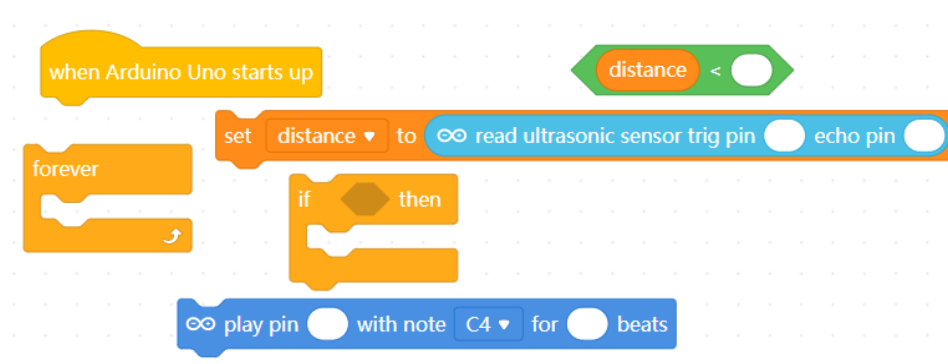 when Arduino Uno starts up
distance <
set distance to read ultrasonic sensor trig pin echo pin
forever
if then
play pin with note C4 for beats